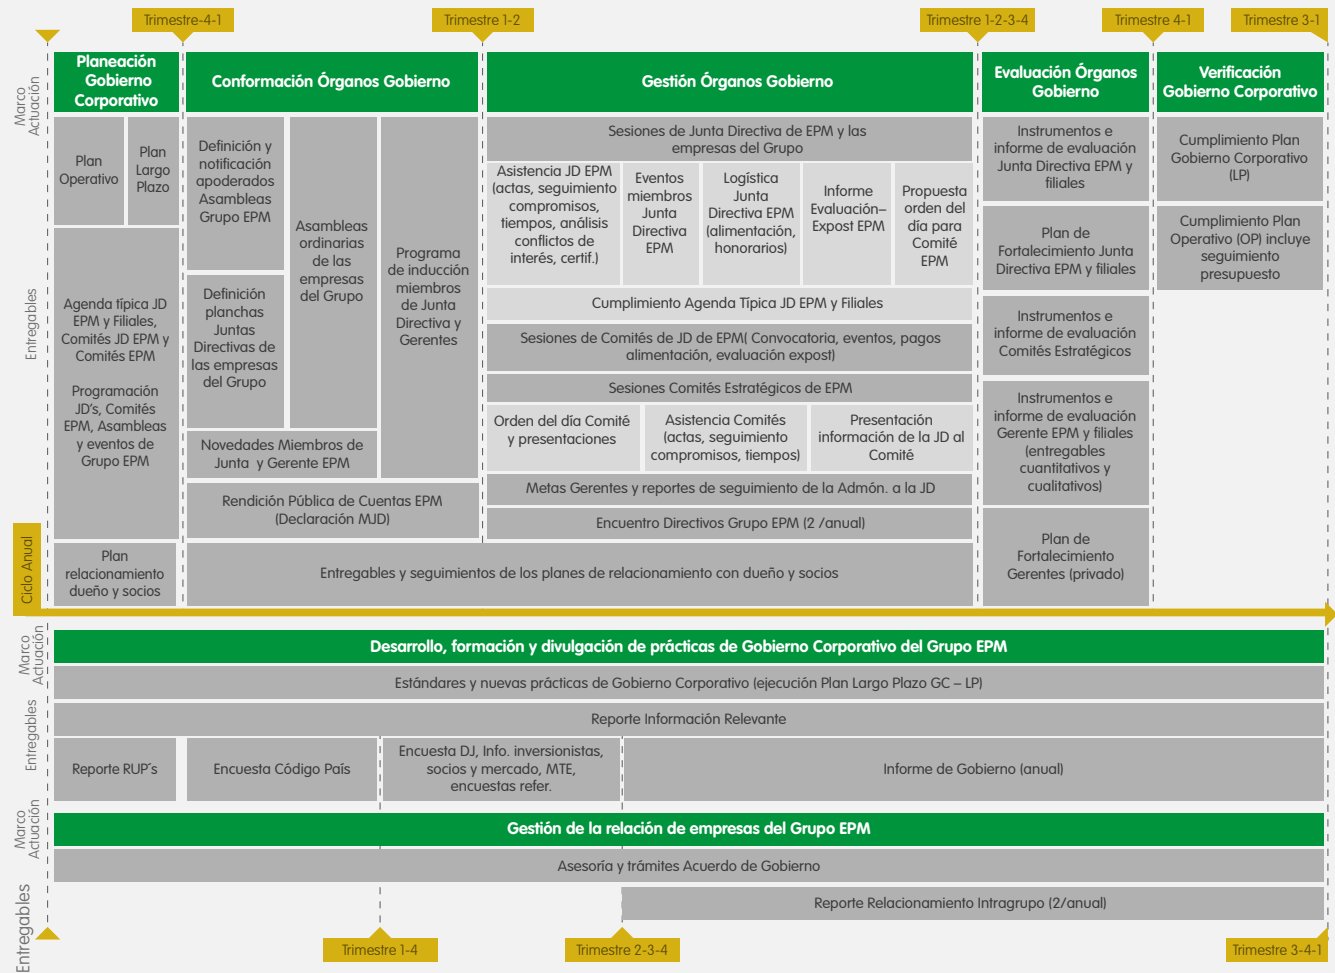 Trimestre-4-1
Trimestre 1-2
Trimestre 1-2-3-4
Trimestre 4-1
Trimestre 3-1
Marco
Actuación
Planeación
Gobierno
Corporativo
Conformación Órganos Gobierno
Gestión Órganos Gobierno
Evaluación Órganos
Gobierno
Verificación
Gobierno Corporativo
Entregables
Plan
Operativo
Plan
Largo
Plazo
Agenda típica JD
EPM y Filiales,
Comités JD EPM y
Comités EPM
Programación
JD's, Comités
EPM, Asambleas
y eventos de
Grupo EPM
Plan
relacionamiento
dueño y socios
Definición y
notificación
apoderados
Asambleas
Grupo EPM
Definición
planchas
Juntas
Directivas de
las empresas
del Grupo
Asambleas
ordinarias
de las
empresas
del Grupo
Programa
de inducción
miembros
de Junta
Directiva y
Gerentes
Novedades Miembros de
Junta y Gerente EPM
Rendición Pública de Cuentas EPM
(Declaración MJD)
Sesiones de Junta Directiva de EPM y las
empresas del Grupo
Asistencia JD EPM
(actas, seguimiento
compromisos,
tiempos, análisis
conflictos de
interés, certif.)
Eventos
miembros
Junta
Directiva
EPM
Logística
Junta
Directiva EPM
(alimentación,
honorarios)
Informe
Evaluación–
Expost EPM
Propuesta
orden del
día para
Comité
EPM
Cumplimiento Agenda Típica JD EPM y Filiales
Sesiones de Comités de JD de EPM( Convocatoria, eventos, pagos
alimentación, evaluación expost)
Sesiones Comités Estratégicos de EPM
Orden del día Comité
y presentaciones
Asistencia Comités
(actas, seguimiento
compromisos, tiempos)
Presentación
información de la JD al
Comité
Metas Gerentes y reportes de seguimiento de la Admón. a la JD
Encuentro Directivos Grupo EPM (2 /anual)
Entregables y seguimientos de los planes de relacionamiento con dueño y socios
Instrumentos e
informe de evaluación
Junta Directiva EPM y
filiales
Plan de
Fortalecimiento Junta
Directiva EPM y filiales
Instrumentos e
informe de evaluación
Comités Estratégicos
Instrumentos e
informe de evaluación
Gerente EPM y filiales
(entregables
cuantitativos y
cualitativos)
Plan de
Fortalecimiento
Gerentes (privado)
Cumplimiento Plan
Gobierno Corporativo
(LP)
Cumplimiento Plan
Operativo (OP) incluye
seguimiento
presupuesto
Ciclo Anual
Marco
Actuación
Desarrollo, formación y divulgación de prácticas de Gobierno Corporativo del Grupo EPM
Entregables
Estándares y nuevas prácticas de Gobierno Corporativo (ejecución Plan Largo Plazo GC – LP)
Reporte Información Relevante
Reporte RUP´s
Encuesta Código País
Encuesta DJ, Info. inversionistas,
socios y mercado, MTE,
encuestas refer.
Informe de Gobierno (anual)
Marco
Actuación
Gestión de la relación de empresas del Grupo EPM
Entregables
Asesoría y trámites Acuerdo de Gobierno
Reporte Relacionamiento Intragrupo (2/anual)
Trimestre 1-4
Trimestre 2-3-4
Trimestre 3-4-1